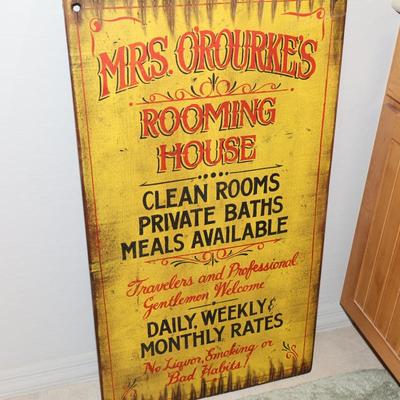 MRS. O'ROURKE'S
ROOMING
HOUSE
CLEAN ROOMS
PRIVATE BATHS
MEALS AVAILABLE
Travelers and Professional
Gentlemen Welcome
DAILY, WEEKLY &
MONTHLY RATES
No Liquor, Smoking or
Bad Habits!